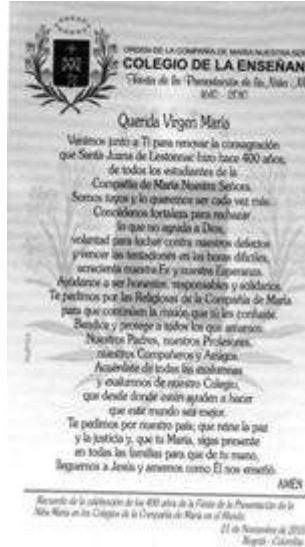 ORDEN DE LA COMPAÑÍA DE MARÍA NUESTRA
COLEGIO DE LA ENSEÑAN
Fiesta de la Presentación de la Niña
1610 - 2010
Querida Virgen María
Venimos junto a Ti para renovar la consagración
que Santa Juana de Lestonnac hizo hace 400 años,
de todos los estudiantes de la
Compañía de María Nuestra Señora.
Somos tuyos y lo queremos ser cada vez más.
Concédenos fortaleza para rechazar
lo que no agrada a Dios,
voluntad para luchar contra nuestros defectos
y vencer las tentaciones en las horas difíciles,
acrecienta nuestra Fe y nuestra Esperanza.
Ayúdanos a ser honestos, responsables y solidarios.
Te pedimos por las Religiosas de la Compañía de María
para que continúen la misión que tú les confiaste.
Bendice y protege a todos los que amamos:
Nuestros Padres, nuestros Profesores,
nuestros Compañeros y Amigos.
Acuérdate de todas las exalumnas
y exalumnos de nuestro Colegio,
que desde donde estén ayuden a hacer
que este mundo sea mejor.
Te pedimos por nuestro país; que reine la paz
y la justicia y, que tu María, sigas presente
en todas las familias para que de tu mano,
lleguemos a Jesús y amemos como Él nos enseñó.
AMÉN
Recuerdo de la celebración de los 400 años de la Fiesta de la Presentación de la
Niña María en los Colegios de la Compañía de María en el Mundo.
21 de Noviembre de 2010
Bogotá - Colombia